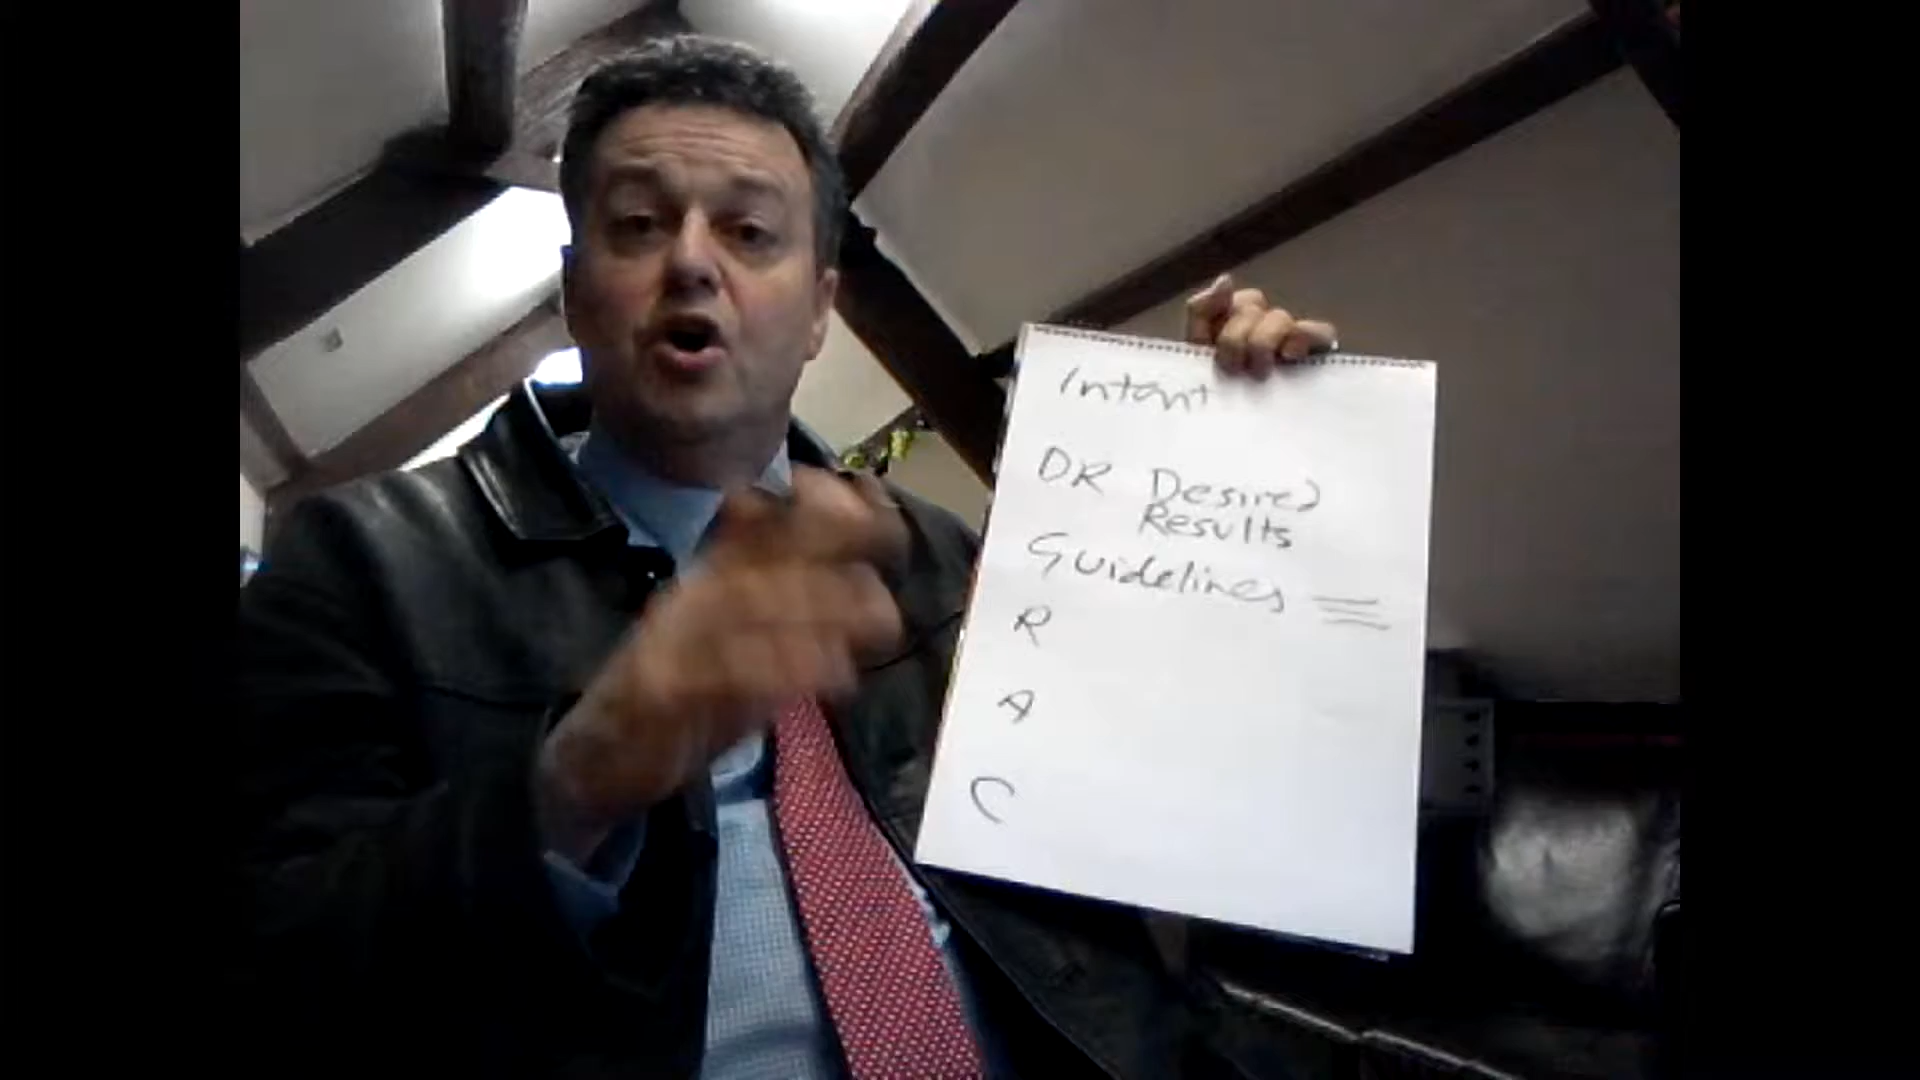 Intent
DR Desired
Results
Guidelines
R
A
C